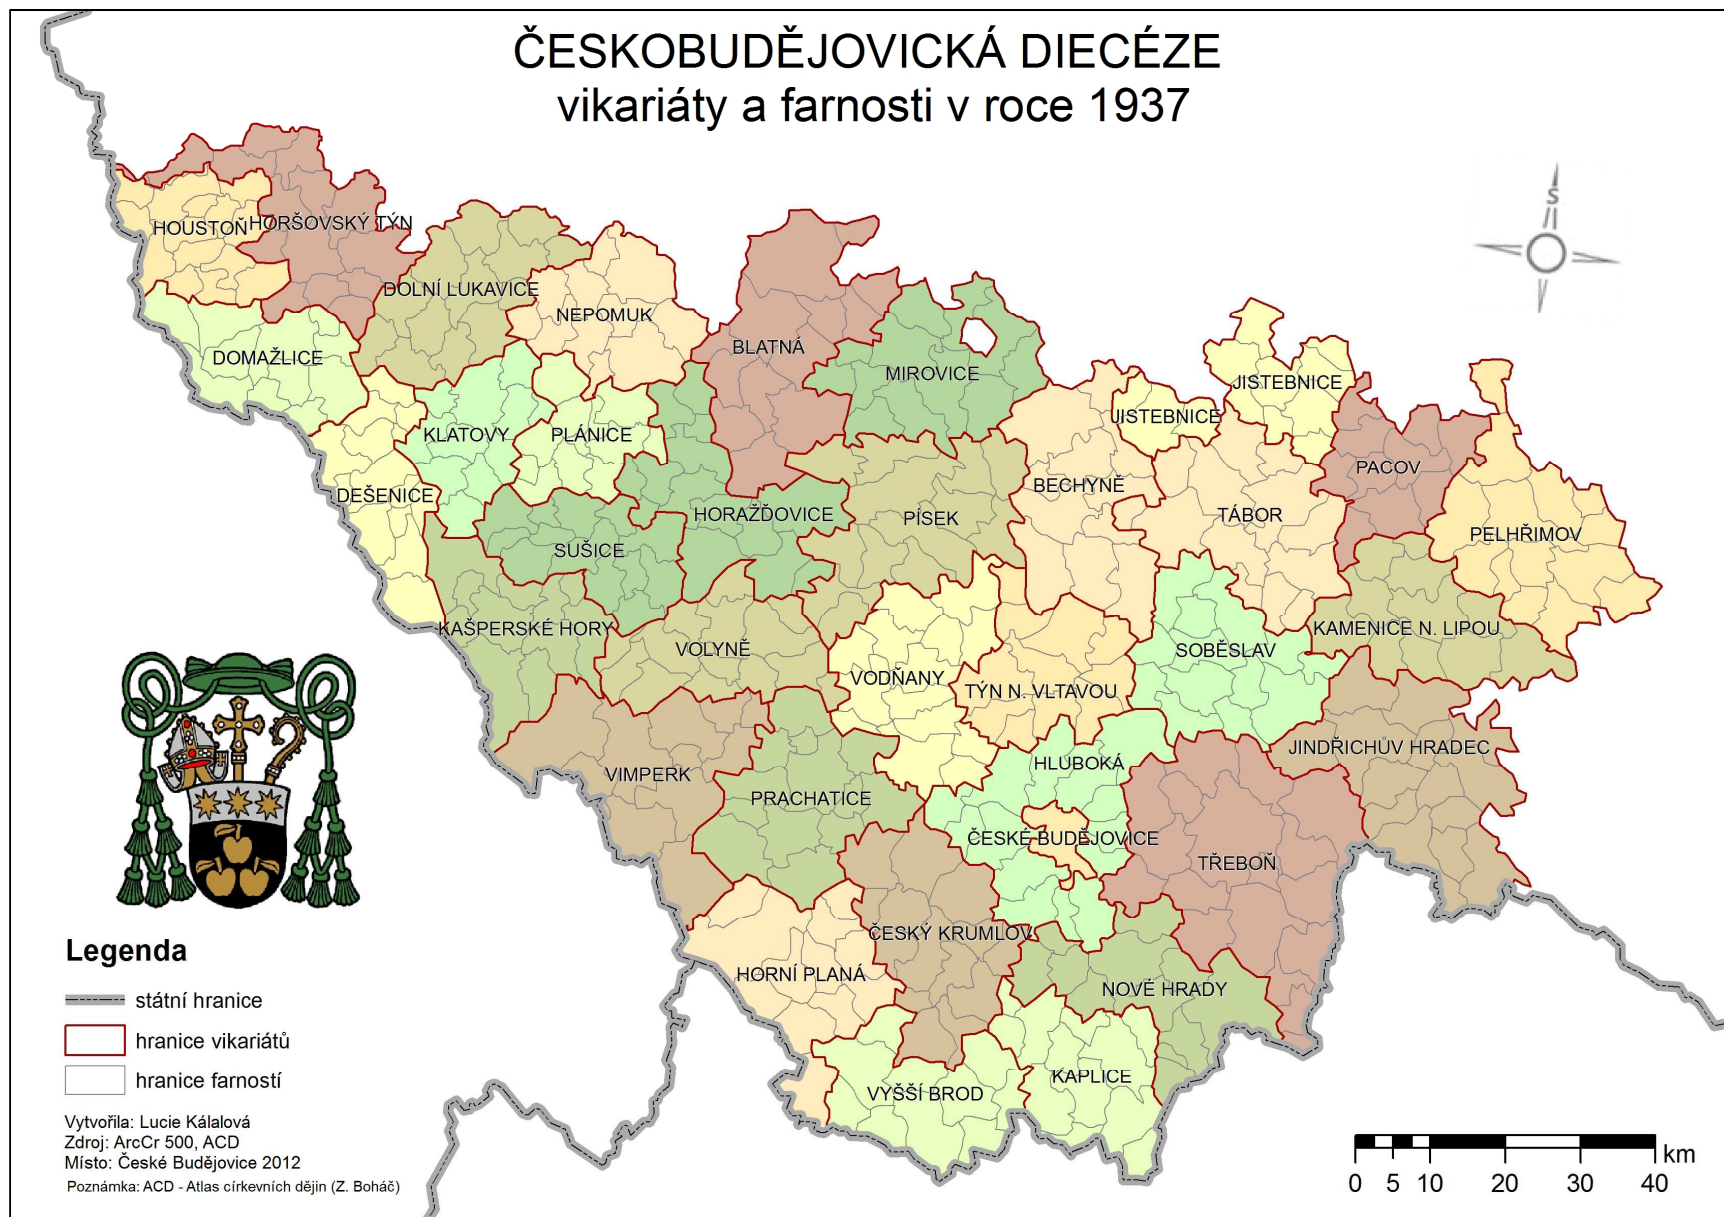 ČESKOBUDĚJOVICKÁ DIECÉZE
vikariáty a farnosti v roce 1937
S
HOUSTOŇ
HORŠOVSKÝ TÝN
DOLNÍ LUKAVICE
NEPOMUK
BLATNÁ
DOMAŽLICE
MIROVICE
JISTEBNICE
JISTEBNICE
KLATOVY
PLÁNICE
PACOV
DEŠENICE
BECHYNĚ
HORAŽĎOVICE
PÍSEK
TÁBOR
PELHŘIMOV
SUŠICE
KAŠPERSKÉ HORY
KAMENICE N. LIPOU
VOLYNĚ
SOBĚSLAV
VODŇANY
TÝN N. VLTAVOU
JINDŘICHŮV HRADEC
HLUBOKÁ
VIMPERK
PRACHATICE
ČESKÉ BUDĚJOVICE
TŘEBOŇ
ČESKÝ KRUMLOV
HORNÍ PLANÁ
NOVÉ HRADY
KAPLICE
VYŠŠÍ BROD
Legenda
státní hranice
hranice vikariátů
hranice farností
Vytvořila: Lucie Kálalová
Zdroj: ArcCr 500, ACD
Místo: České Budějovice 2012
Poznámka: ACD - Atlas církevních dějin (Z. Boháč)
km
0 5 10 20 30 40